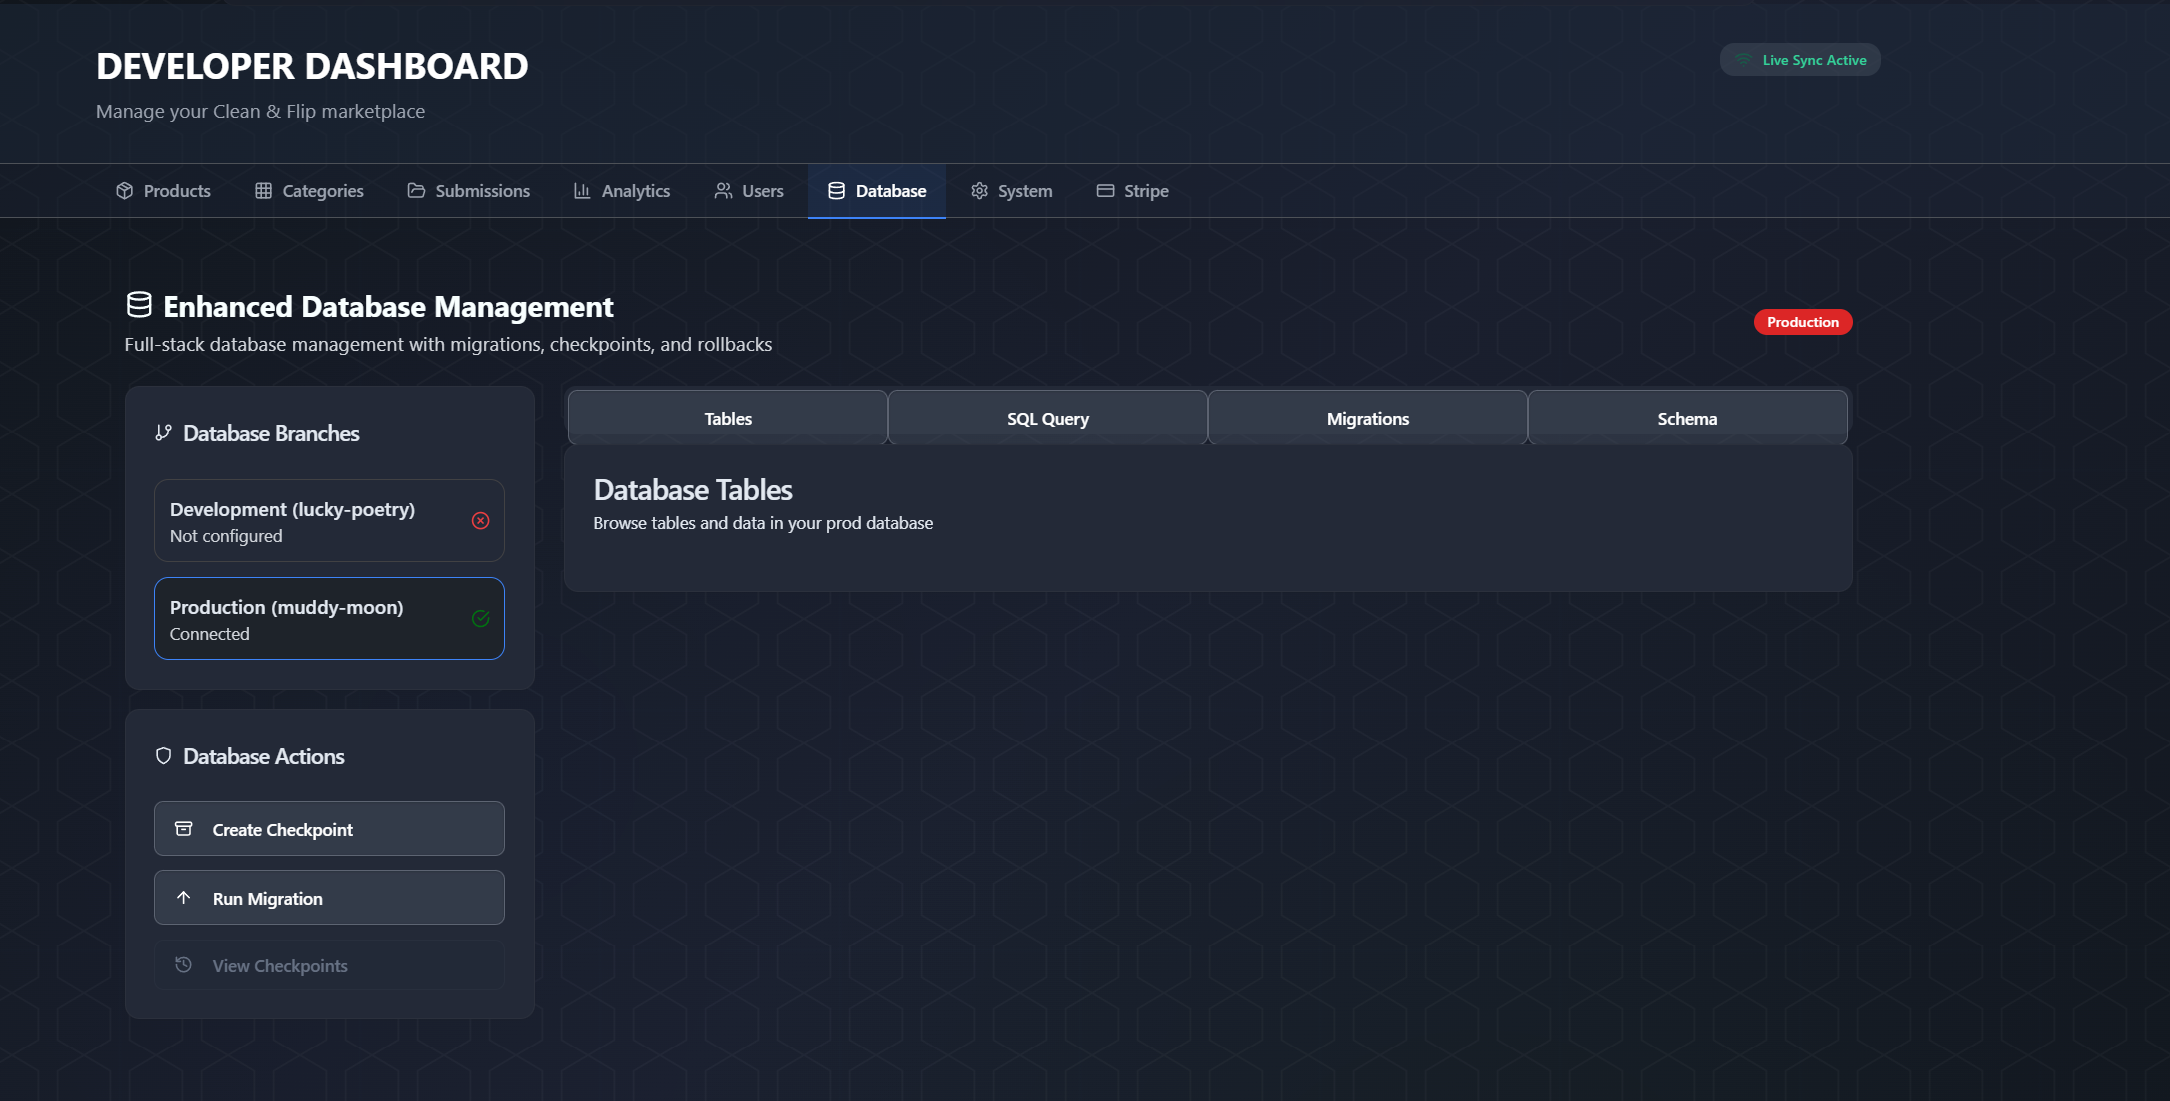 DEVELOPER DASHBOARD
Manage your Clean & Flip marketplace
Live Sync Active
Products
Categories
Submissions
Analytics
Users
Database
System
Stripe
Enhanced Database Management
Full-stack database management with migrations, checkpoints, and rollbacks
Production
Database Branches
Development (lucky-poetry)
Not configured
Production (muddy-moon)
Connected
Database Actions
Create Checkpoint
Run Migration
View Checkpoints
Tables
SQL Query
Migrations
Schema
Database Tables
Browse tables and data in your prod database